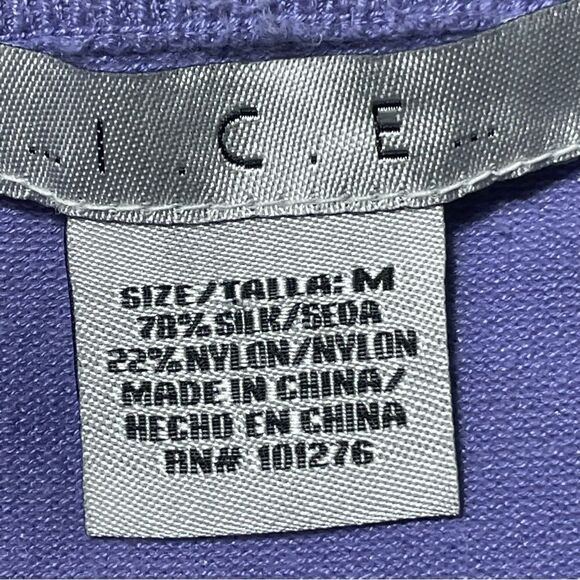 - I . C . E -
SIZE/TALLA: M
78% SILK/SEDA
22% NYLON/NYLON
MADE IN CHINA/
HECHO EN CHINA
RN# 101276